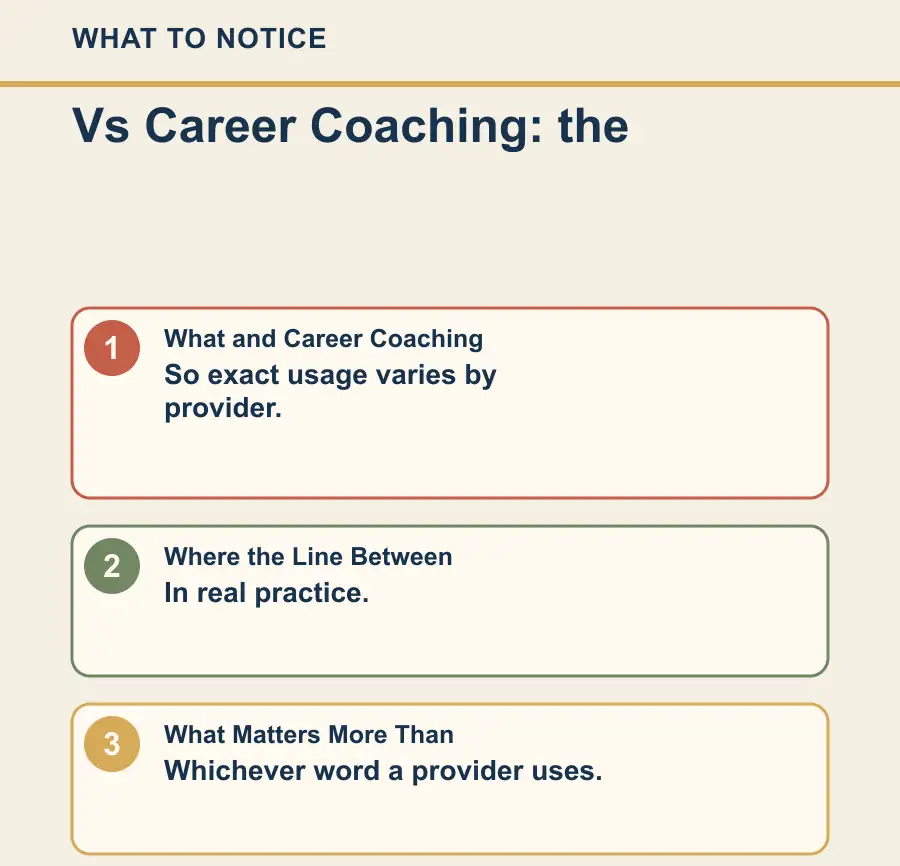 WHAT TO NOTICE
Vs Career Coaching: the
1
What and Career Coaching
So exact usage varies by
provider.
2
Where the Line Between
In real practice.
3
What Matters More Than
Whichever word a provider uses.